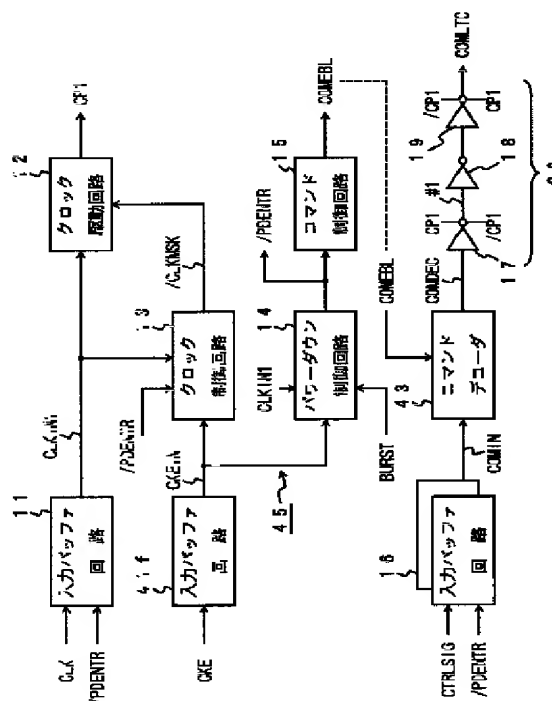 CLK
/PDENTR
11
入力バッファ
回路
CLKIN1
12
クロック
駆動回路
CP1
/CLKMSK
/PDENTR
13
クロック
制御回路
CKE
入力バッファ
回路
CKEIN
45
CLKIN1
14
パワーダウン
制御回路
BURST
/PDENTR
15
コマンド
制御回路
COMEBL
COMEBL
CTRLSIG
/PDENTR
16
入力バッファ
回路
COMIN
43
コマンド
デコーダ
COMDEC
CP1
/CP1
17
#1
18
19
/CP1
CP1
COMLTC